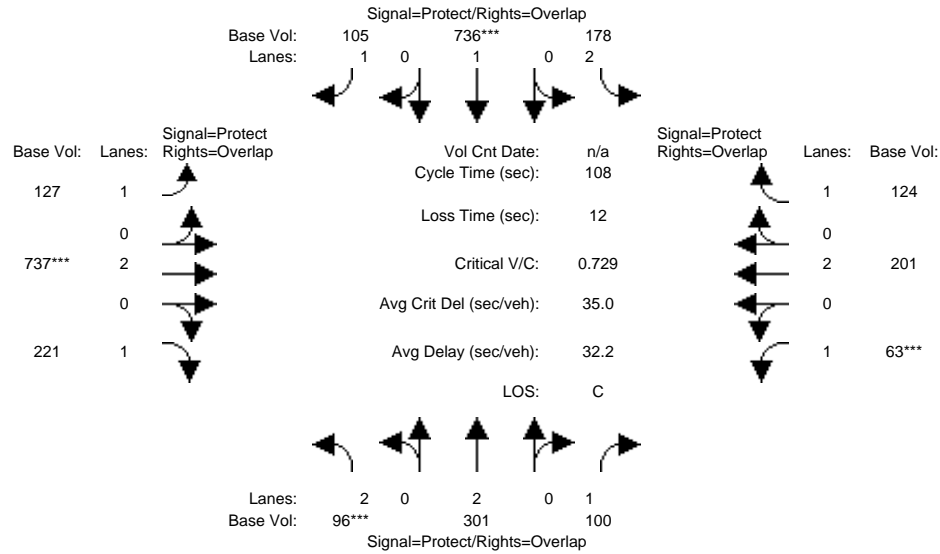 Signal=Protect/Rights=Overlap
Base Vol: 105 736*** 178
Lanes: 1 0 1 0 2
Signal=Protect
Base Vol: Lanes: Rights=Overlap
Vol Cnt Date: n/a
Signal=Protect
Rights=Overlap Lanes: Base Vol:
Cycle Time (sec): 108
127 1
1 124
Loss Time (sec): 12
0
0
737*** 2
Critical V/C: 0.729
2 201
0
Avg Crit Del (sec/veh): 35.0
0
221 1
Avg Delay (sec/veh): 32.2
1 63***
LOS: C
Lanes: 2 0 2 0 1
Base Vol: 96*** 301 100
Signal=Protect/Rights=Overlap